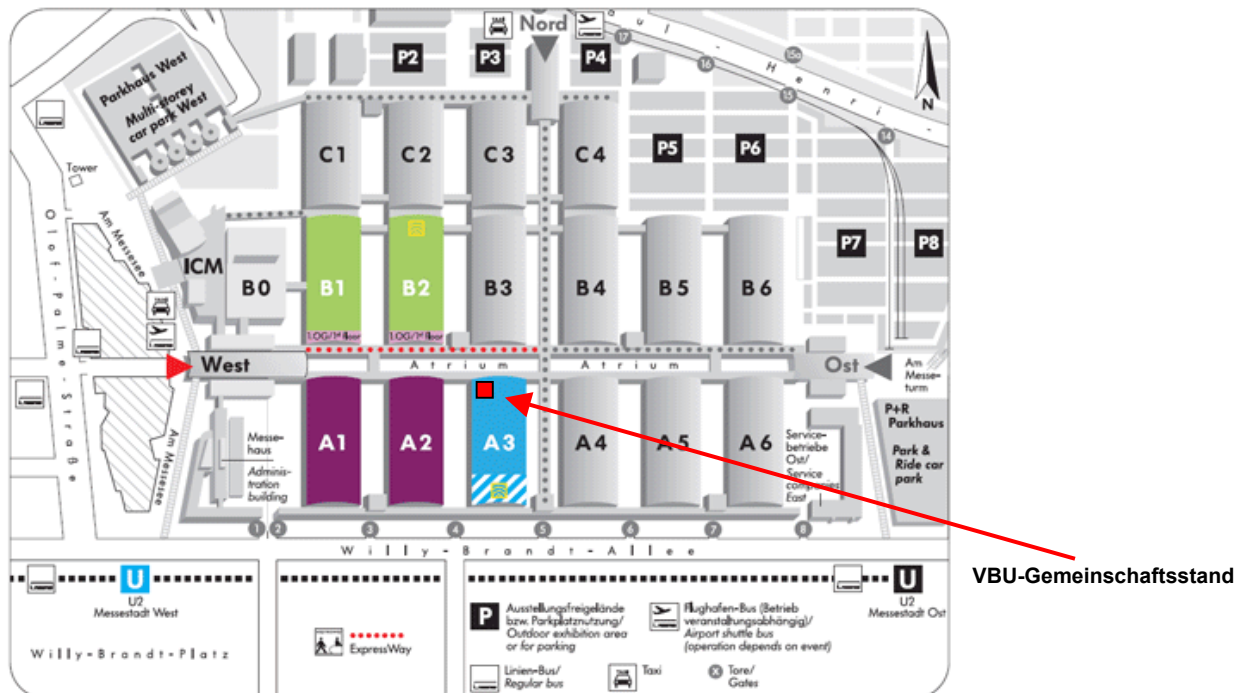 Nord
P2
P3
P4
17
Paul-Henri-
16
15a
15
14
N
Parkhaus West
Multi-storey
car park West
Tower
Olof-Palme-Straße
Am Messesee
C1
C2
C3
C4
P5
P6
P7
P8
ICM
B0
B1
B2
B3
B4
B5
B6
1.OG/1st floor
1.OG/1st floor
West
Atrium
Atrium
Ost
Am
Messe-
turm
A1
A2
A3
A4
A5
A6
Messe-
haus
Adminis-
tration
building
Am Messesee
Service-
betriebe
Ost/
Service
companies
East
P+R
Parkhaus
Park &
Ride car
park
1
2
3
4
5
6
7
8
Willy-Brandt-Allee
VBU-Gemeinschaftsstand
U
U2
Messestadt West
U
U2
Messestadt Ost
Willy-Brandt-Platz
ExpressWay
P
Ausstellungsfreigelände
bzw. Parkplatznutzung/
Outdoor exhibition area
or for parking
Flughafen-Bus (Betrieb
veranstaltungsabhängig)/
Airport shuttle bus
(operation depends on event)
Linien-Bus/
Regular bus
Taxi
Tore/
Gates